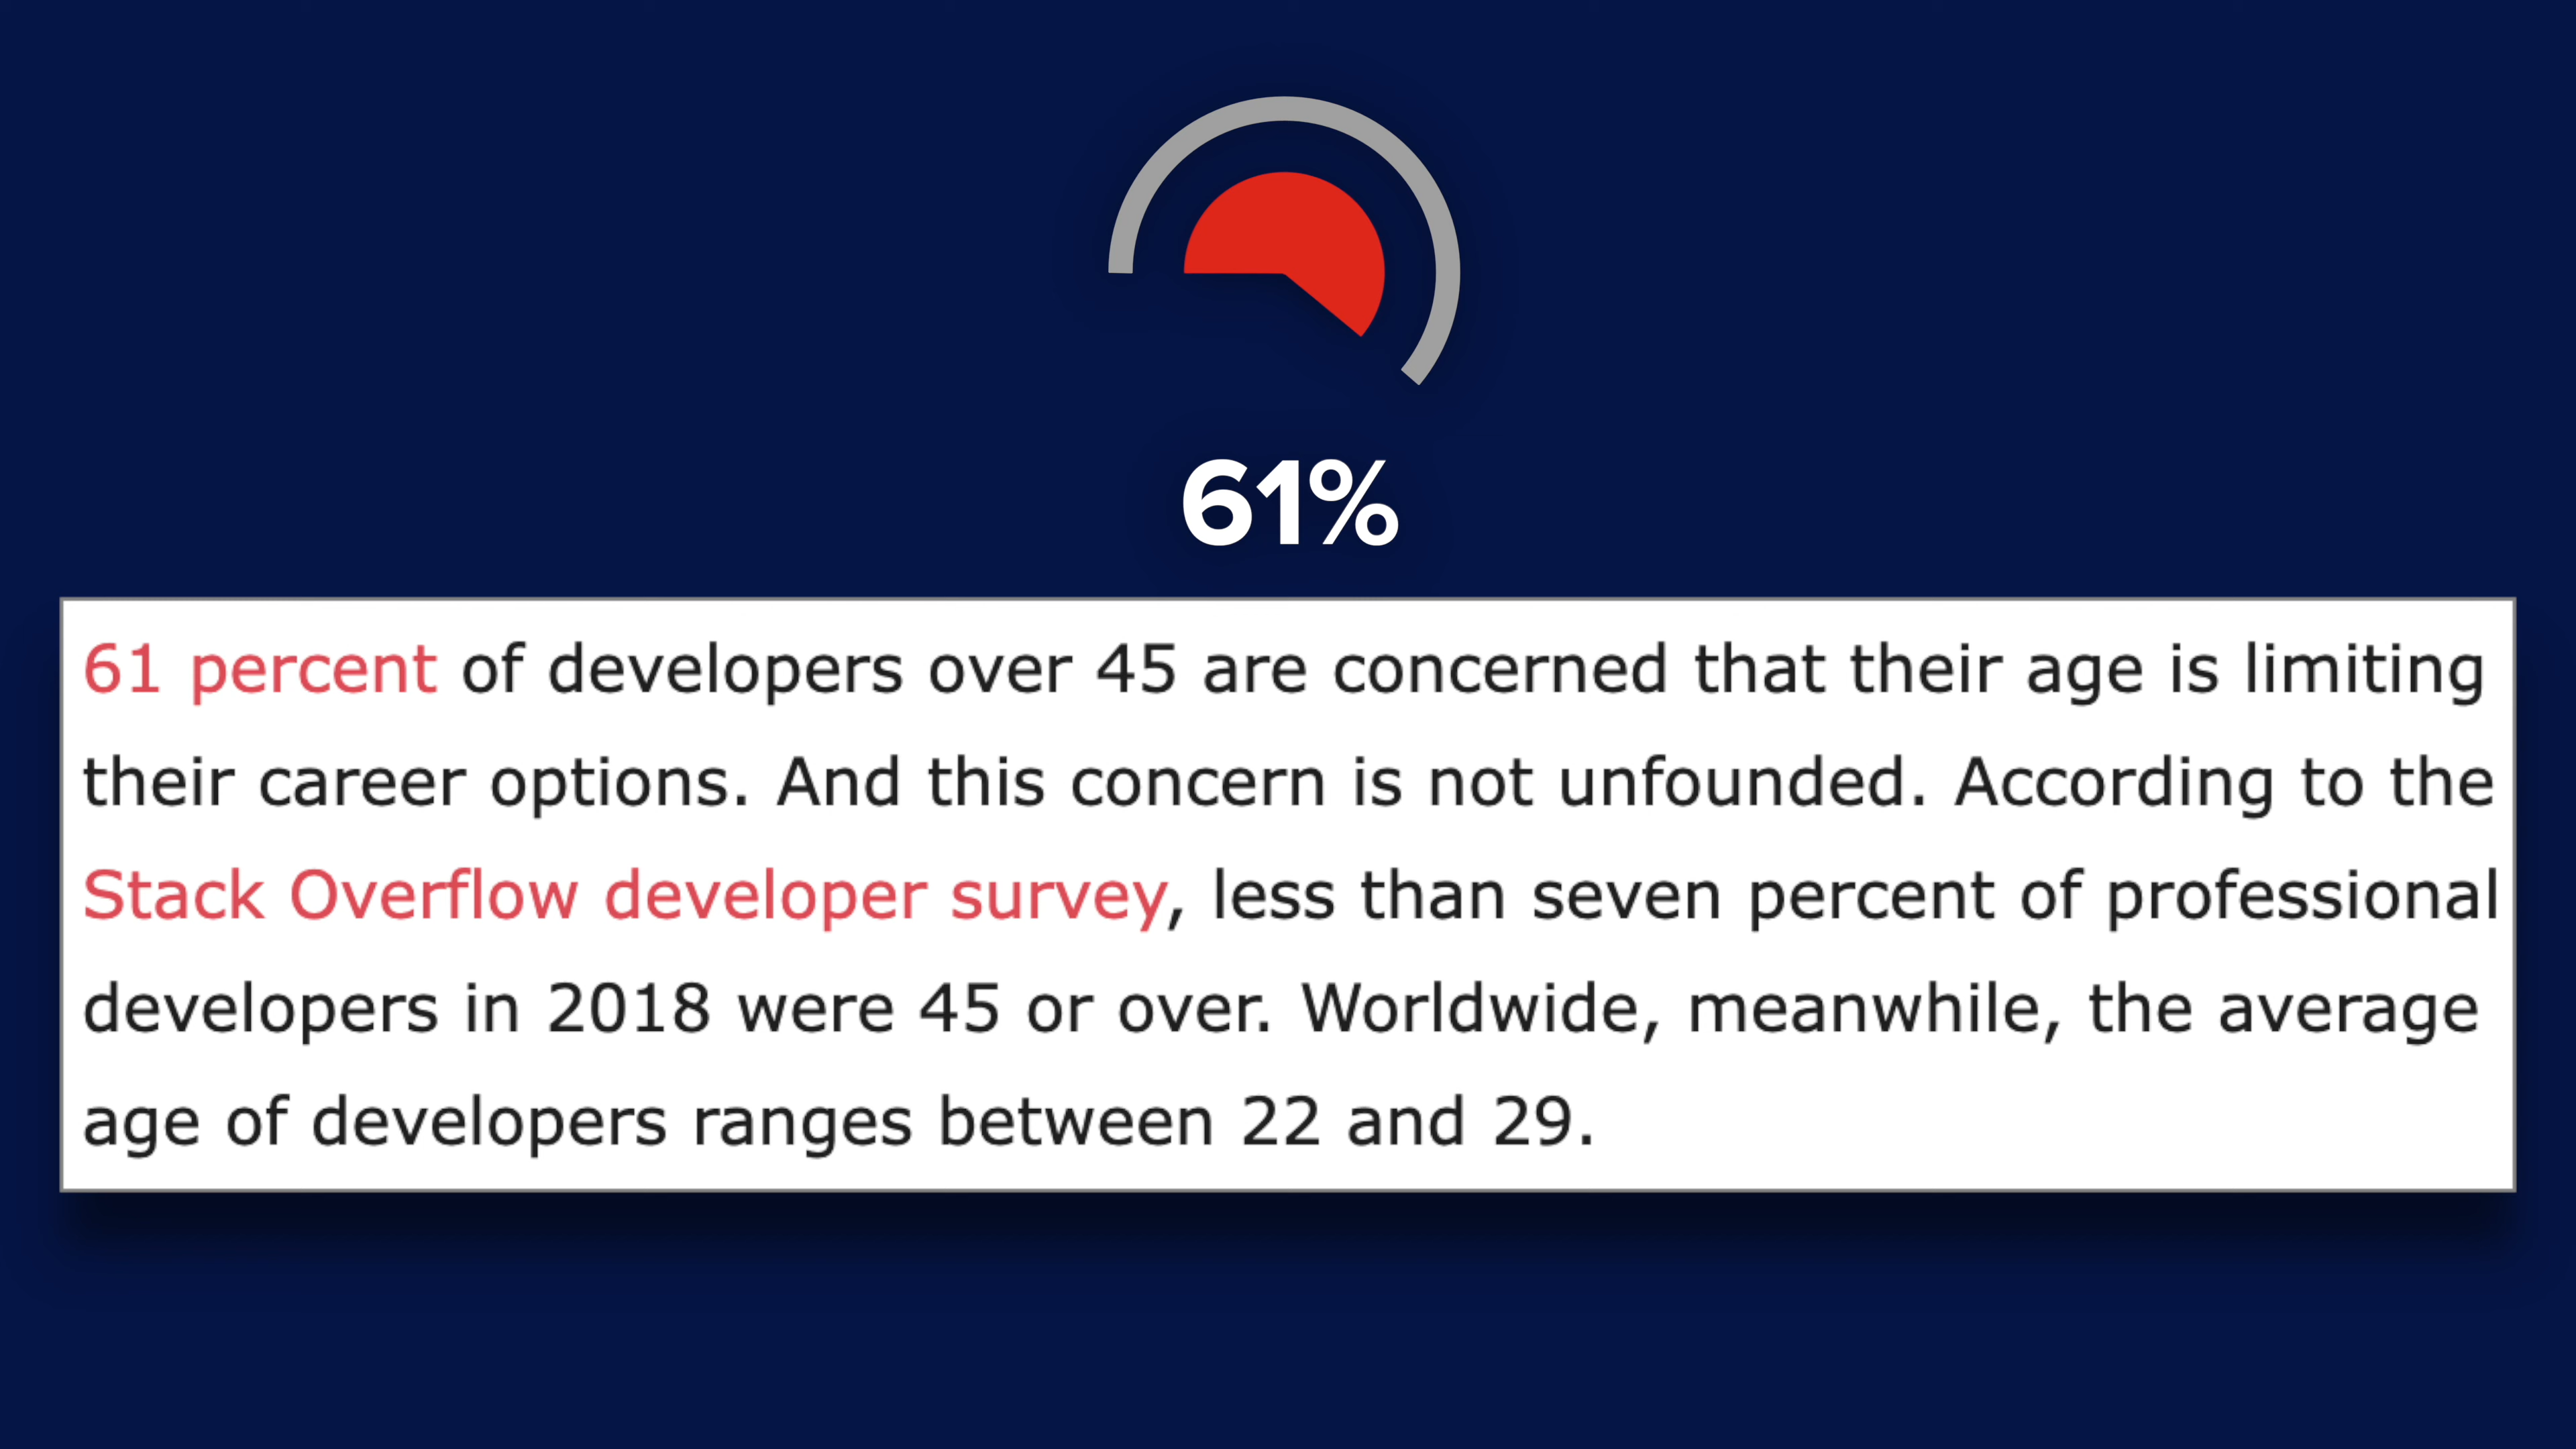 61%
61 percent of developers over 45 are concerned that their age is limiting
their career options. And this concern is not unfounded. According to the
Stack Overflow developer survey, less than seven percent of professional
developers in 2018 were 45 or over. Worldwide, meanwhile, the average
age of developers ranges between 22 and 29.